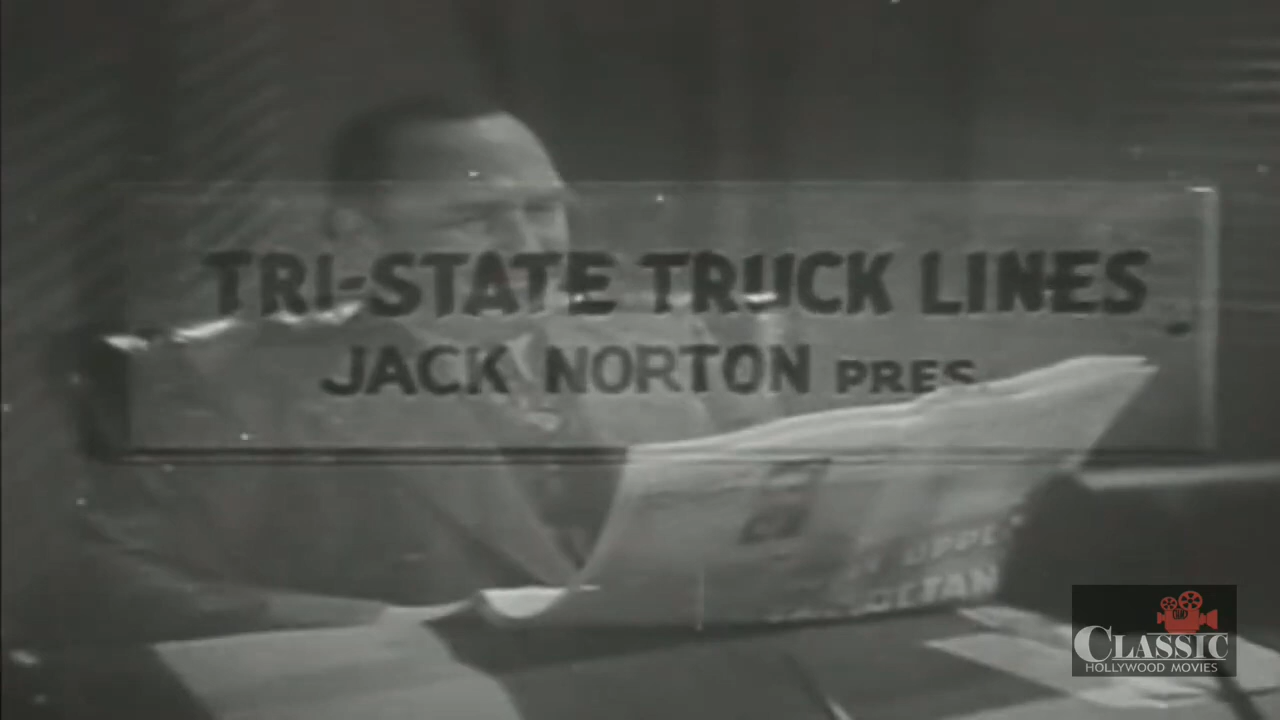 TRI-STATE TRUCK LINES
JACK NORTON PRES.
CLASSIC
HOLLYWOOD MOVIES